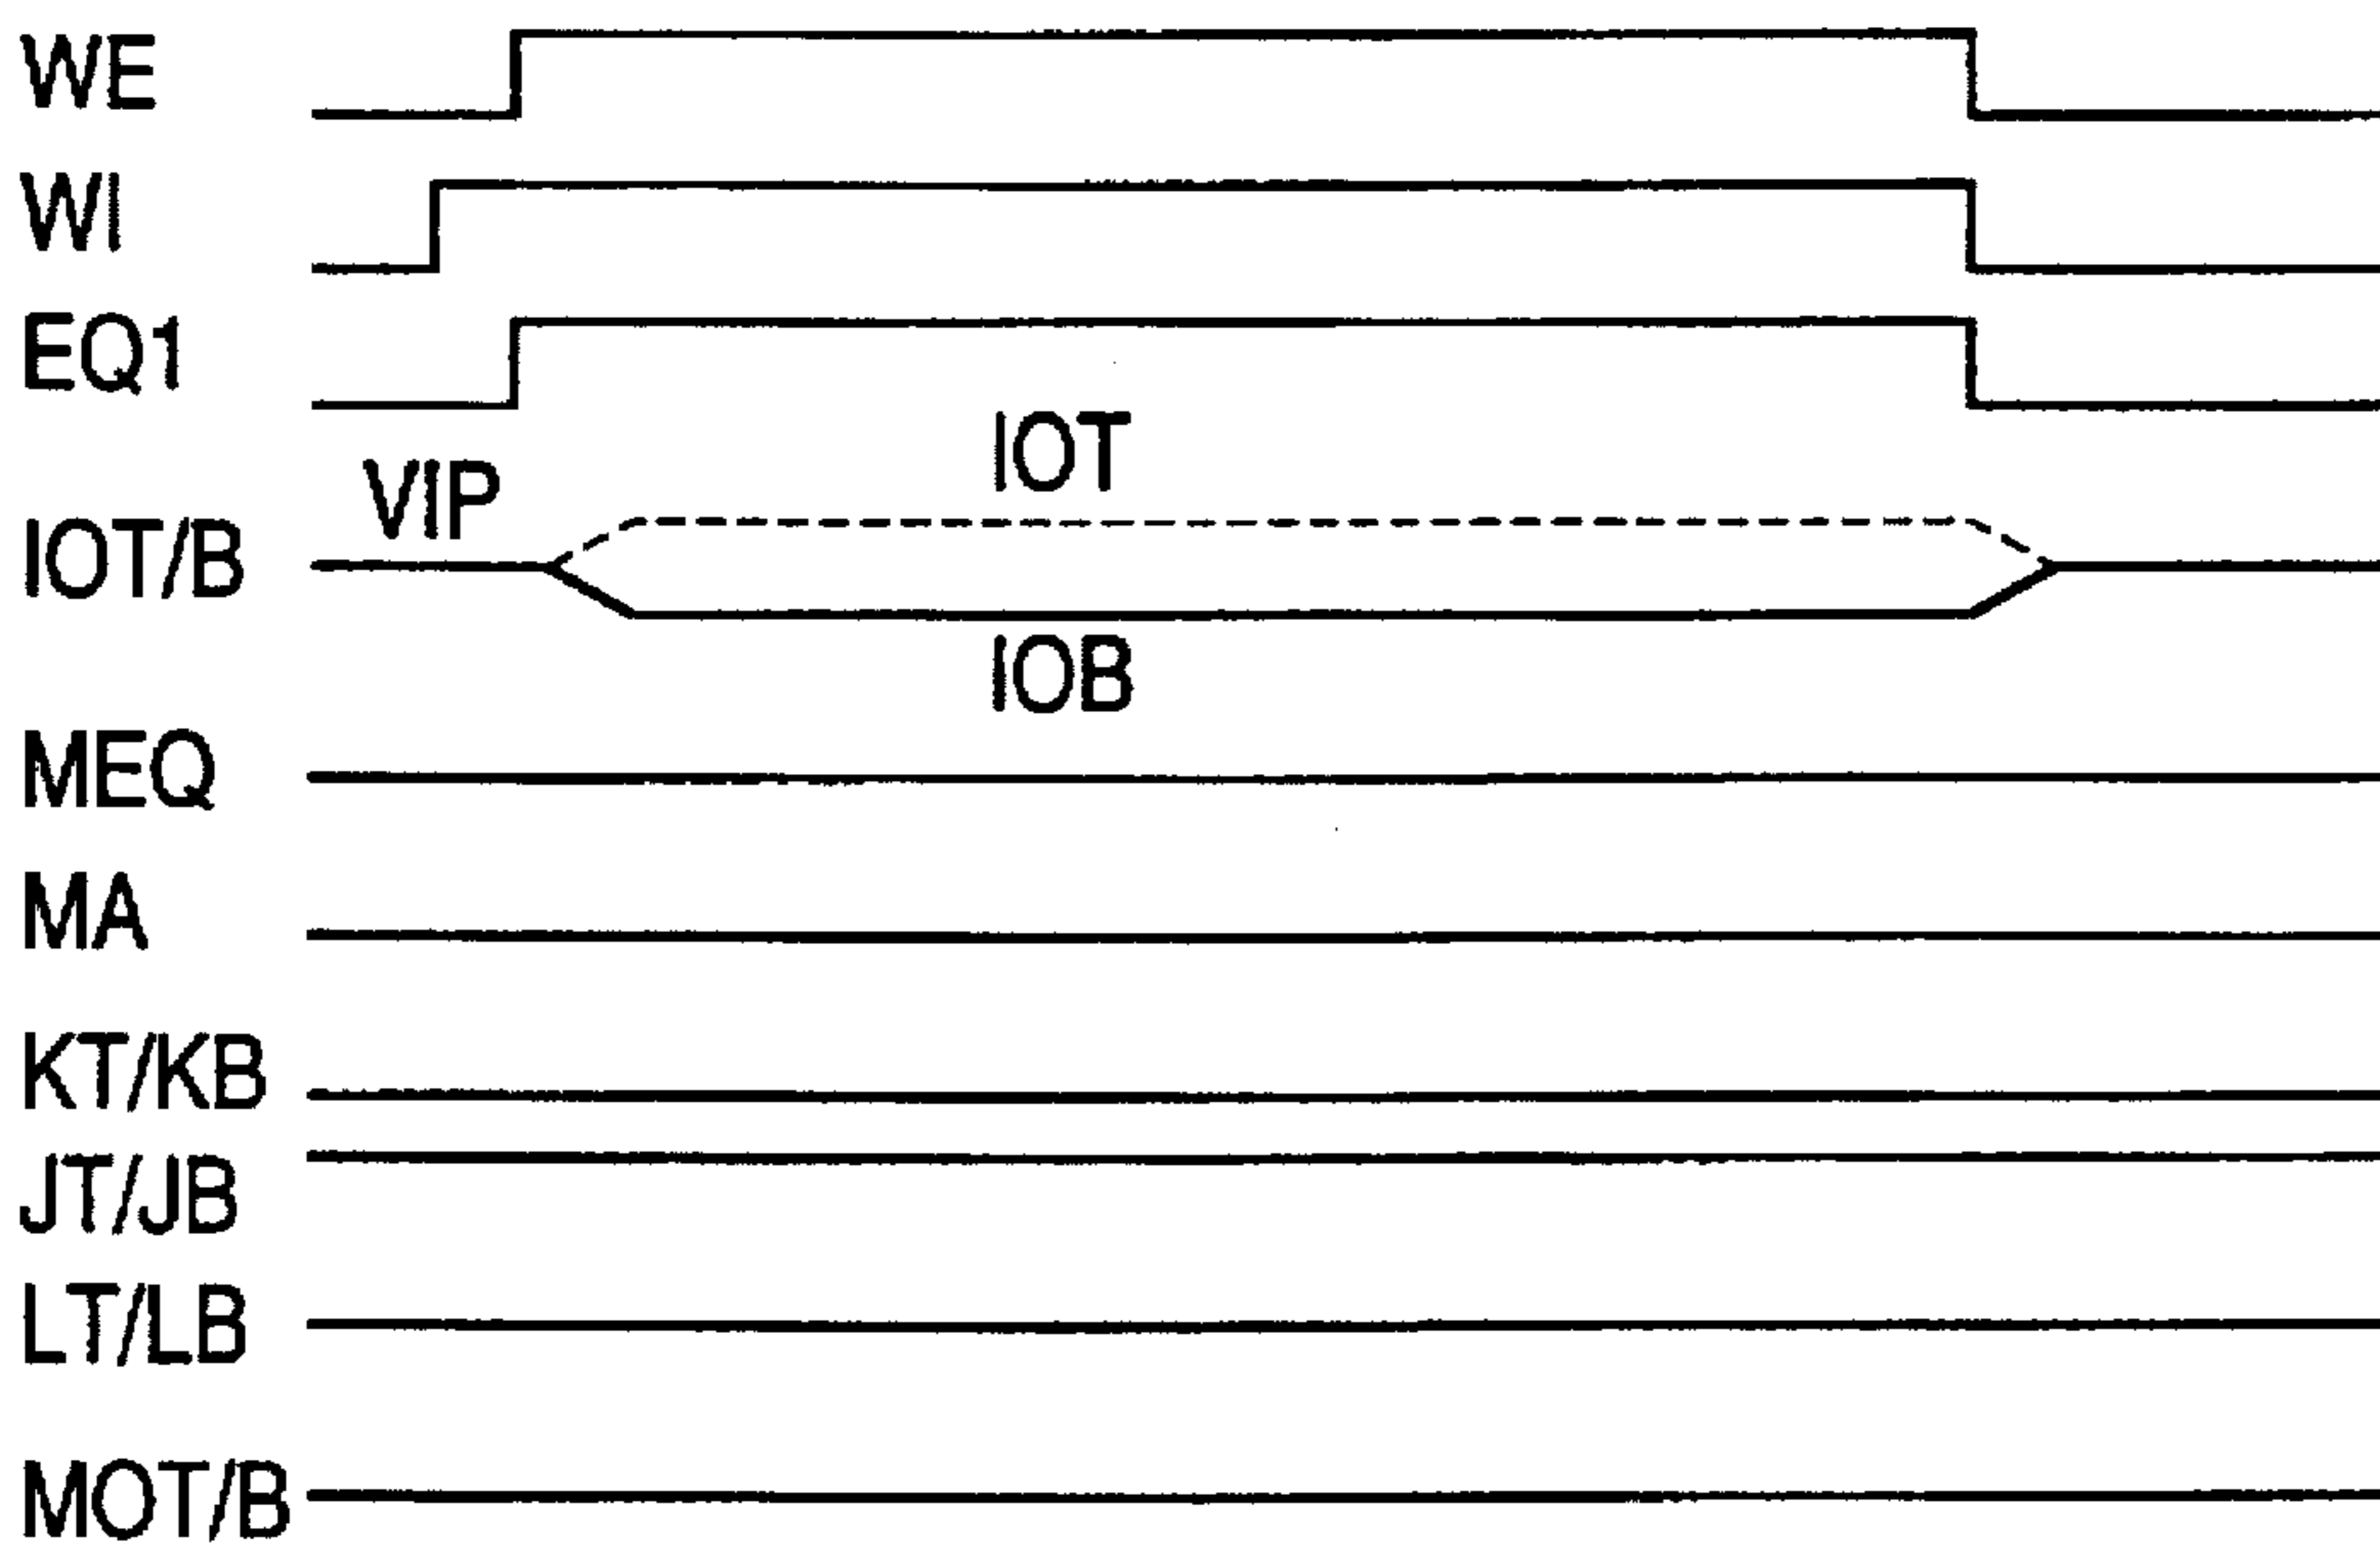 WE
WI
EQ1
IOT
VIP
IOT/B
IOB
MEQ
MA
KT/KB
JT/JB
LT/LB
MOT/B